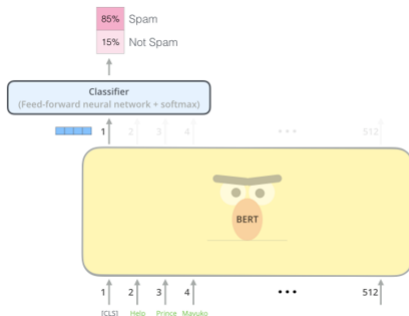 85% Spam
15% Not Spam
Classifier
(Feed-forward neural network + softmax)
1 2 3 4 ••• 512
BERT
1 2 3 4 ••• 512
[CLS] Help Prince Mayuko